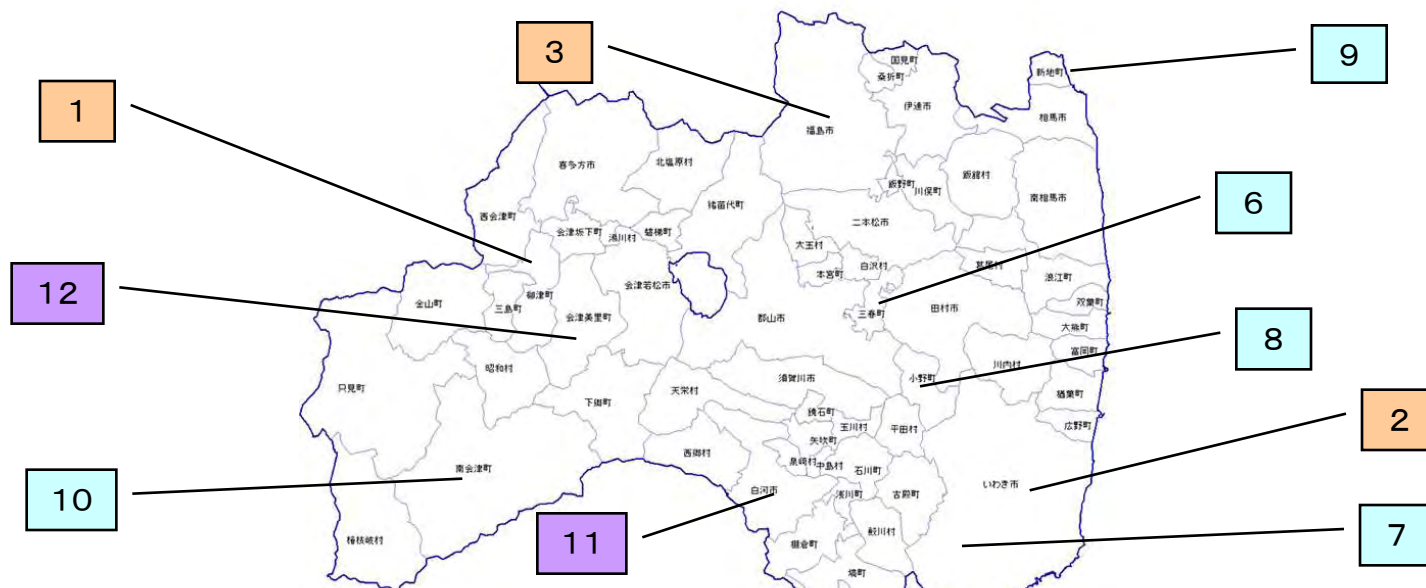 3
9
1
国見町
桑折町
新地町
伊達市
相馬市
福島市
喜多方市
北塩原村
飯舘村
飯野町
川俣町
南相馬市
6
猪苗代町
西会津町
二本松市
会津坂下町
湯川村
磐梯町
大玉村
白沢村
本宮町
葛尾村
浪江町
12
会津若松市
柳津町
金山町
三島町
会津美里町
双葉町
田村市
三春町
郡山市
大熊町
8
富岡町
川内村
昭和村
小野町
須賀川市
只見町
天栄村
下郷町
楢葉町
鏡石町
玉川村
平田村
広野町
2
矢吹町
西郷村
泉崎村
中島村
石川町
南会津町
いわき市
10
白河市
浅川町
古殿町
11
鮫川村
7
檜枝岐村
棚倉町
塙町